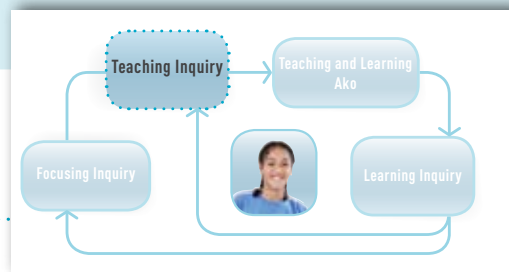 Teaching Inquiry
Teaching and Learning
Ako
Focusing Inquiry
Learning Inquiry